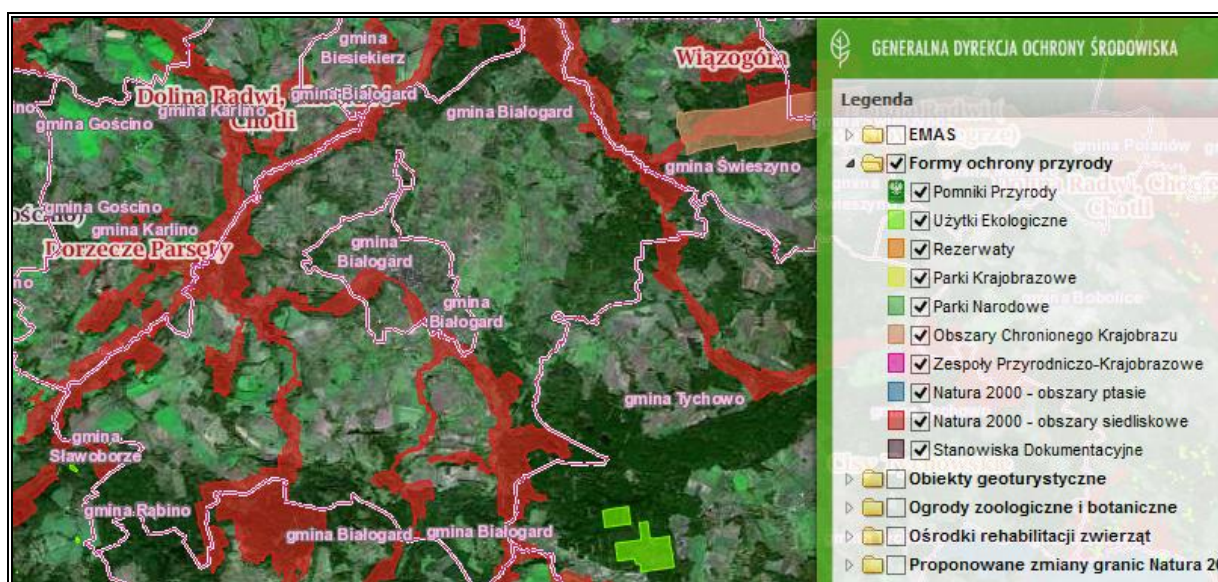 gmina
Biesiekierz
Wiązogóra
Dolina Radwi,
Chotli
gmina Karlino
gmina Białogard
gmina Gościno
gmina Białogard
gmina Świeszyno
gmina Gościno
gmina Karlino
Dorzecze Parsęty
gmina
Białogard
gmina
Białogard
gmina Tychowo
gmina
Sławoborze
gmina Rąbino
gmina Białogard
gmina Białogard
GENERALNA DYREKCJA OCHRONY ŚRODOWISKA
Legenda
EMAS
Formy ochrony przyrody
Pomniki Przyrody
Użytki Ekologiczne
Rezerwaty
Parki Krajobrazowe
Parki Narodowe
Obszary Chronionego Krajobrazu
Zespoły Przyrodniczo-Krajobrazowe
Natura 2000 - obszary ptasie
Natura 2000 - obszary siedliskowe
Stanowiska Dokumentacyjne
Obiekty geoturystyczne
Ogrody zoologiczne i botaniczne
Ośrodki rehabilitacji zwierząt
Proponowane zmiany granic Natura 20